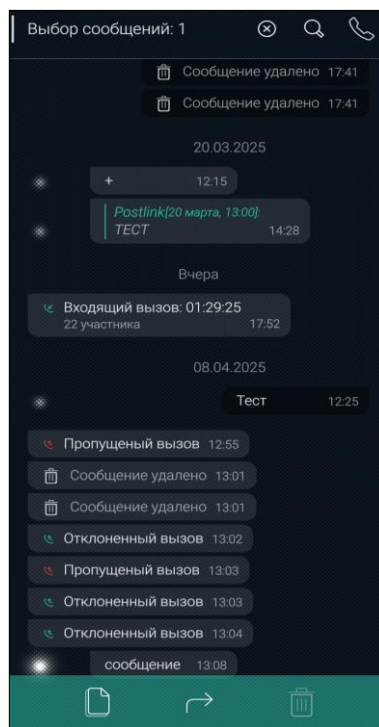 Выбор сообщений: 1
Сообщение удалено 17:41
Сообщение удалено 17:41
20.03.2025
+ 12:15
Postlink[20 марта, 13:00]:
ТЕСТ 14:28
Вчера
Входящий вызов: 01:29:25
22 участника 17:52
08.04.2025
Тест 12:25
Пропущеный вызов 12:55
Сообщение удалено 13:01
Сообщение удалено 13:01
Отклоненный вызов 13:02
Пропущеный вызов 13:03
Отклоненный вызов 13:03
Отклоненный вызов 13:04
сообщение 13:08